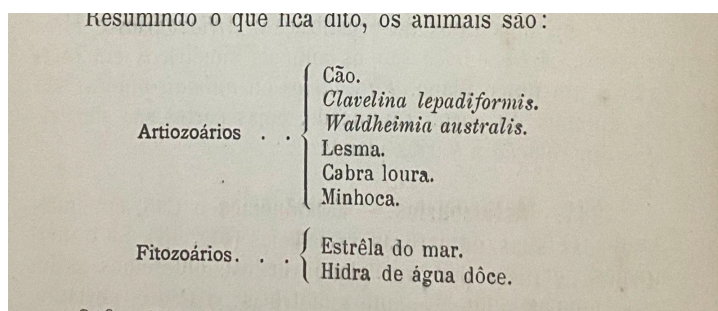 Resumindo o que fica dito, os animais são:
Artiozoários . .
Cão.
Clavelina lepadiformis.
Waldheimia australis.
Lesma.
Cabra loura.
Minhoca.
Fitozoários. . .
Estrêla do mar.
Hidra de água dôce.